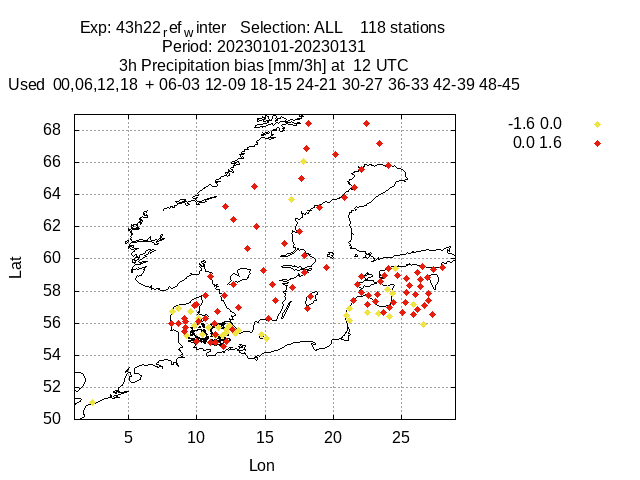 Exp: 43h22ref winter Selection: ALL 118 stations
Period: 20230101-20230131
3h Precipitation bias [mm/3h] at 12 UTC
Used 00,06,12,18 + 06-03 12-09 18-15 24-21 30-27 36-33 42-39 48-45
-1.6 0.0
0.0 1.6
68
66
64
62
60
58
56
54
52
50
Lat
5 10 15 20 25
Lon